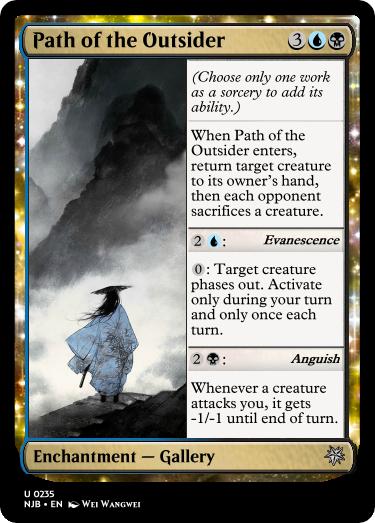 Path of the Outsider 3
(Choose only one work
as a sorcery to add its
ability.)
When Path of the
Outsider enters,
return target creature
to its owner's hand,
then each opponent
sacrifices a creature.
2 : Evanescence
0 : Target creature
phases out. Activate
only during your turn
and only once each
turn.
2 : Anguish
Whenever a creature
attacks you, it gets
-1/-1 until end of turn.
Enchantment — Gallery
U 0235
NJB • EN Wei Wangwei